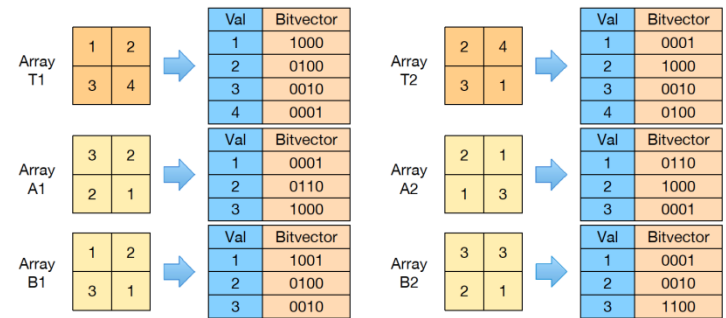 Array T1
1 2
3 4
Val Bitvector
1 1000
2 0100
3 0010
4 0001
Array T2
2 4
3 1
Val Bitvector
1 0001
2 1000
3 0010
4 0100
Array A1
3 2
2 1
Val Bitvector
1 0001
2 0110
3 1000
Array A2
2 1
1 3
Val Bitvector
1 0110
2 1000
3 0001
Array B1
1 2
3 1
Val Bitvector
1 1001
2 0100
3 0010
Array B2
3 3
2 1
Val Bitvector
1 0001
2 0010
3 1100